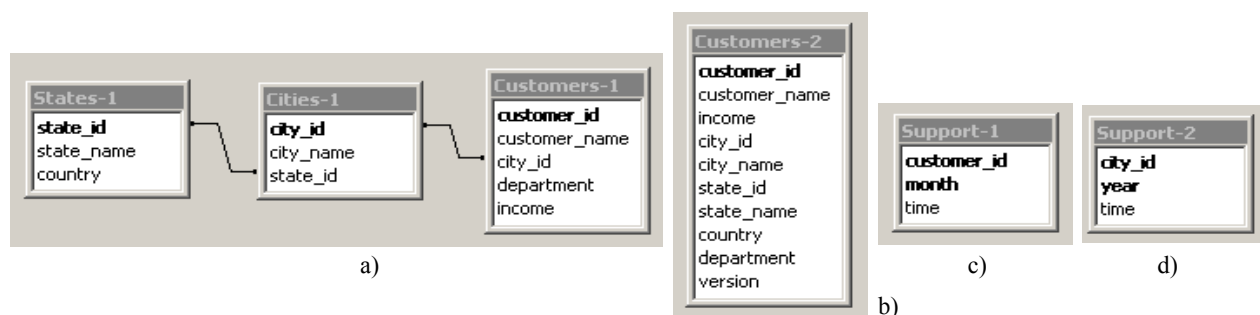 States-1
state_id
state_name
country
Cities-1
city_id
city_name
state_id
Customers-1
customer_id
customer_name
city_id
department
income
a)
Customers-2
customer_id
customer_name
income
city_id
city_name
state_id
state_name
country
department
version
b)
Support-1
customer_id
month
time
c)
Support-2
city_id
year
time
d)